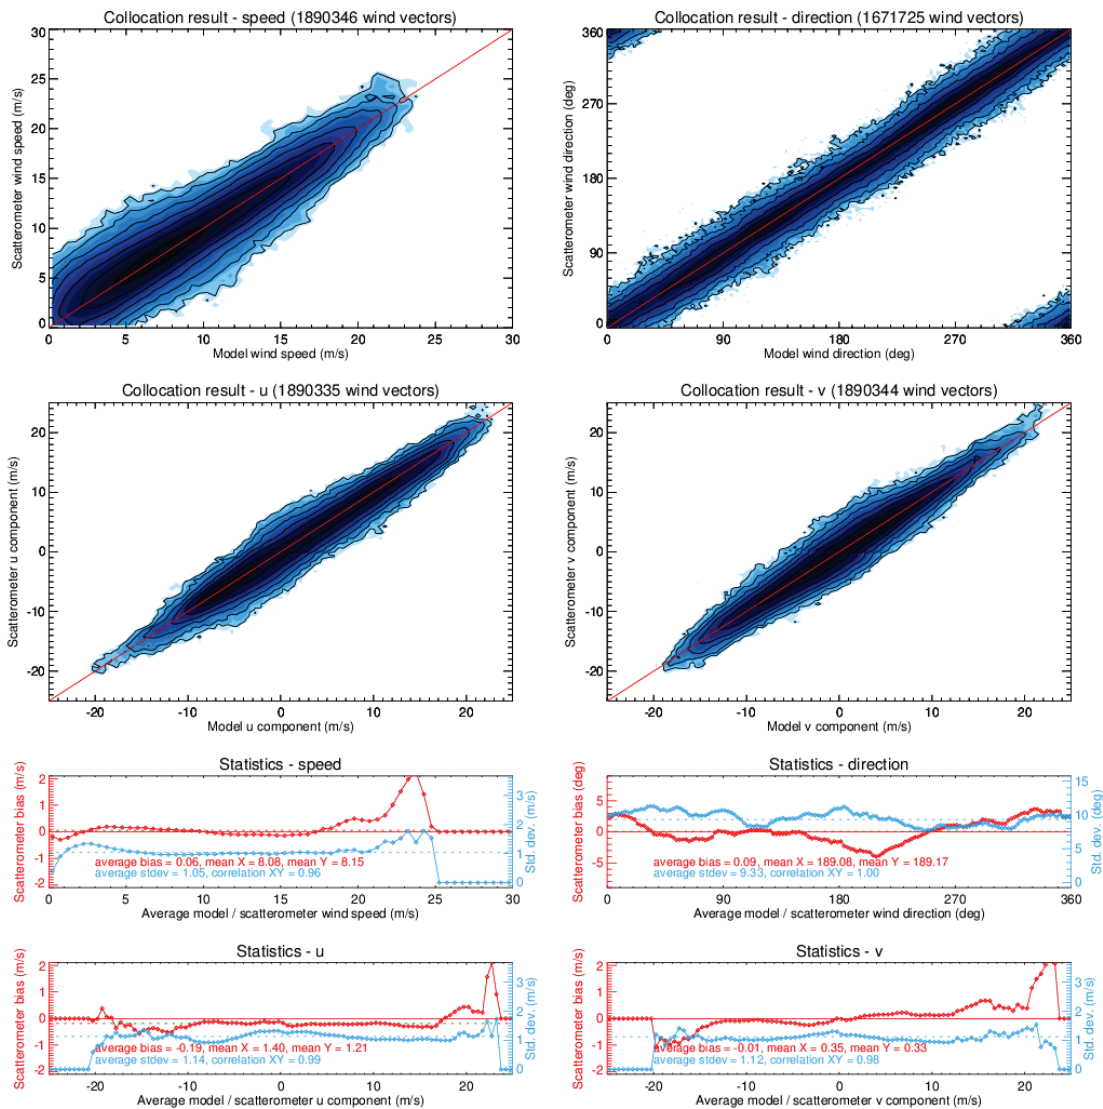 Collocation result - speed (1890346 wind vectors)
Scatterometer wind speed (m/s)
30
25
20
15
10
5
0
0 5 10 15 20 25 30
Model wind speed (m/s)
Collocation result - direction (1671725 wind vectors)
Scatterometer wind direction (deg)
360
270
180
90
0
0 90 180 270 360
Model wind direction (deg)
Collocation result - u (1890335 wind vectors)
Scatterometer u component (m/s)
20
10
0
-10
-20
-20 -10 0 10 20
Model u component (m/s)
Collocation result - v (1890344 wind vectors)
Scatterometer v component (m/s)
20
10
0
-10
-20
-20 -10 0 10 20
Model v component (m/s)
Statistics - speed
Scatterometer bias (m/s)
2
1
0
-1
-2
average bias = 0.06, mean X = 8.08, mean Y = 8.15
average stdev = 1.05, correlation XY = 0.96
3
2
1
0
Std. dev. (m/s)
0 5 10 15 20 25 30
Average model / scatterometer wind speed (m/s)
Statistics - direction
Scatterometer bias (deg)
5
0
-5
average bias = 0.09, mean X = 189.08, mean Y = 189.17
average stdev = 9.33, correlation XY = 1.00
15
10
5
0
Std. dev. (deg)
0 90 180 270 360
Average model / scatterometer wind direction (deg)
Statistics - u
Scatterometer bias (m/s)
2
1
0
-1
-2
average bias = -0.19, mean X = 1.40, mean Y = 1.21
average stdev = 1.14, correlation XY = 0.99
3
2
1
0
Std. dev. (m/s)
-20 -10 0 10 20
Average model / scatterometer u component (m/s)
Statistics - v
Scatterometer bias (m/s)
2
1
0
-1
-2
average bias = -0.01, mean X = 0.35, mean Y = 0.33
average stdev = 1.12, correlation XY = 0.98
3
2
1
0
Std. dev. (m/s)
-20 -10 0 10 20
Average model / scatterometer v component (m/s)